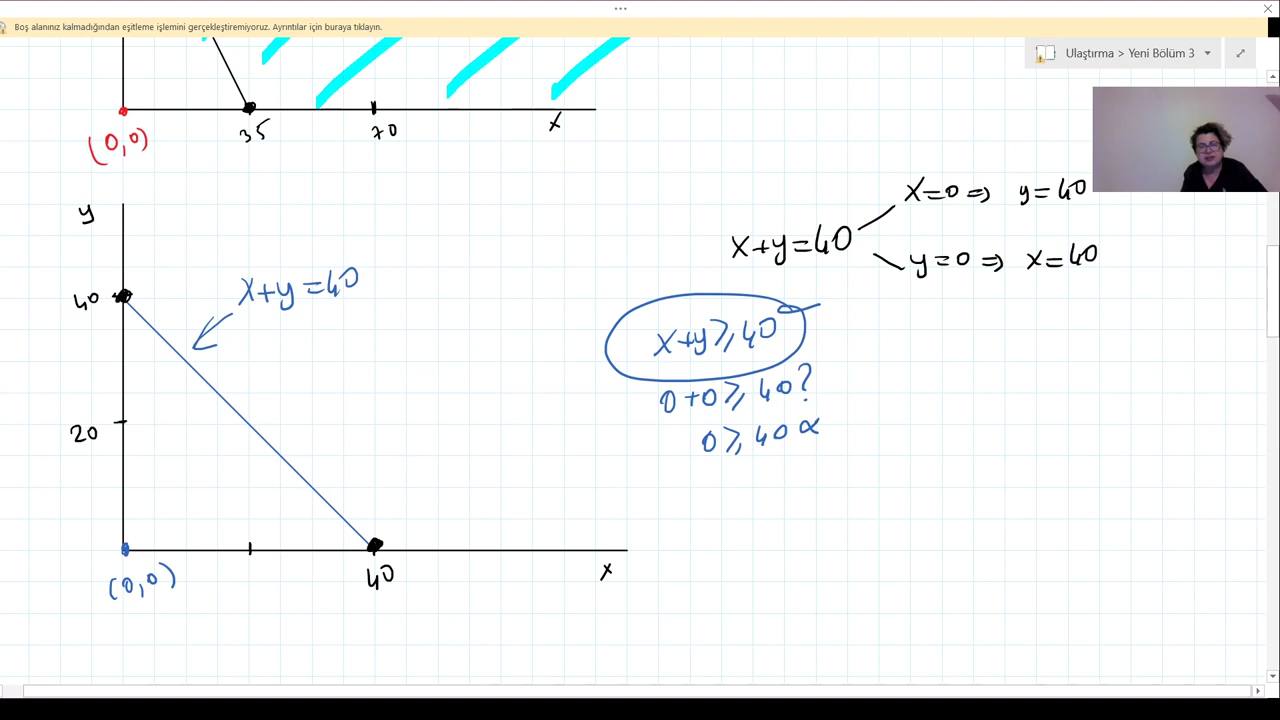 Boş alanınız kalmadığından eşitleme işlemini gerçekleştiremiyoruz. Ayrıntılar için buraya tıklayın.
Ulaştırma > Yeni Bölüm 3
(0,0)
35
70
x
y
40
20
x+y=40
(0,0)
40
x
x+y=40
x=0 ⇒ y=40
y=0 ⇒ x=40
x+y⩾40
0+0⩾40?
0⩾40 α